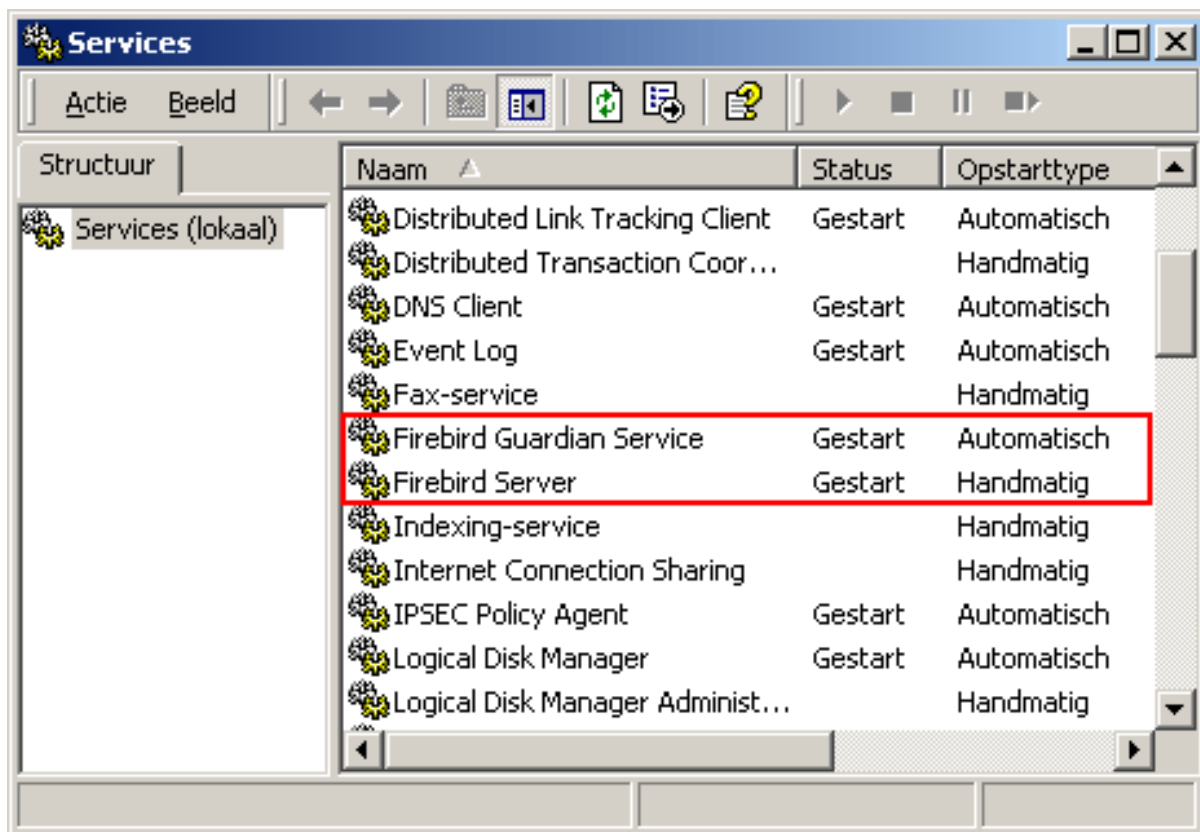 Services
Actie Beeld
Structuur
Services (lokaal)
Naam Status Opstarttype
Distributed Link Tracking Client Gestart Automatisch
Distributed Transaction Coor... Handmatig
DNS Client Gestart Automatisch
Event Log Gestart Automatisch
Fax-service Handmatig
Firebird Guardian Service Gestart Automatisch
Firebird Server Gestart Handmatig
Indexing-service Handmatig
Internet Connection Sharing Handmatig
IPSEC Policy Agent Gestart Automatisch
Logical Disk Manager Gestart Automatisch
Logical Disk Manager Administ... Handmatig